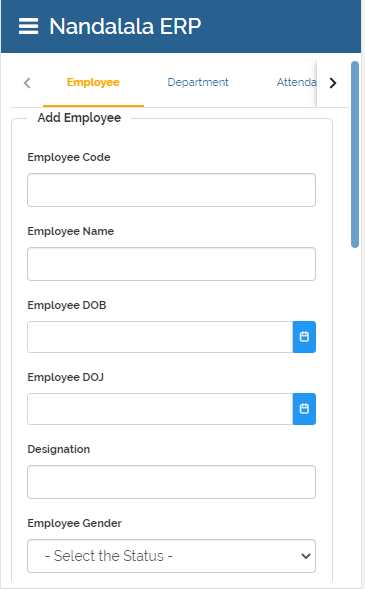 Nandalala ERP
Employee Department Attenda
Add Employee
Employee Code
Employee Name
Employee DOB
Employee DOJ
Designation
Employee Gender
- Select the Status -